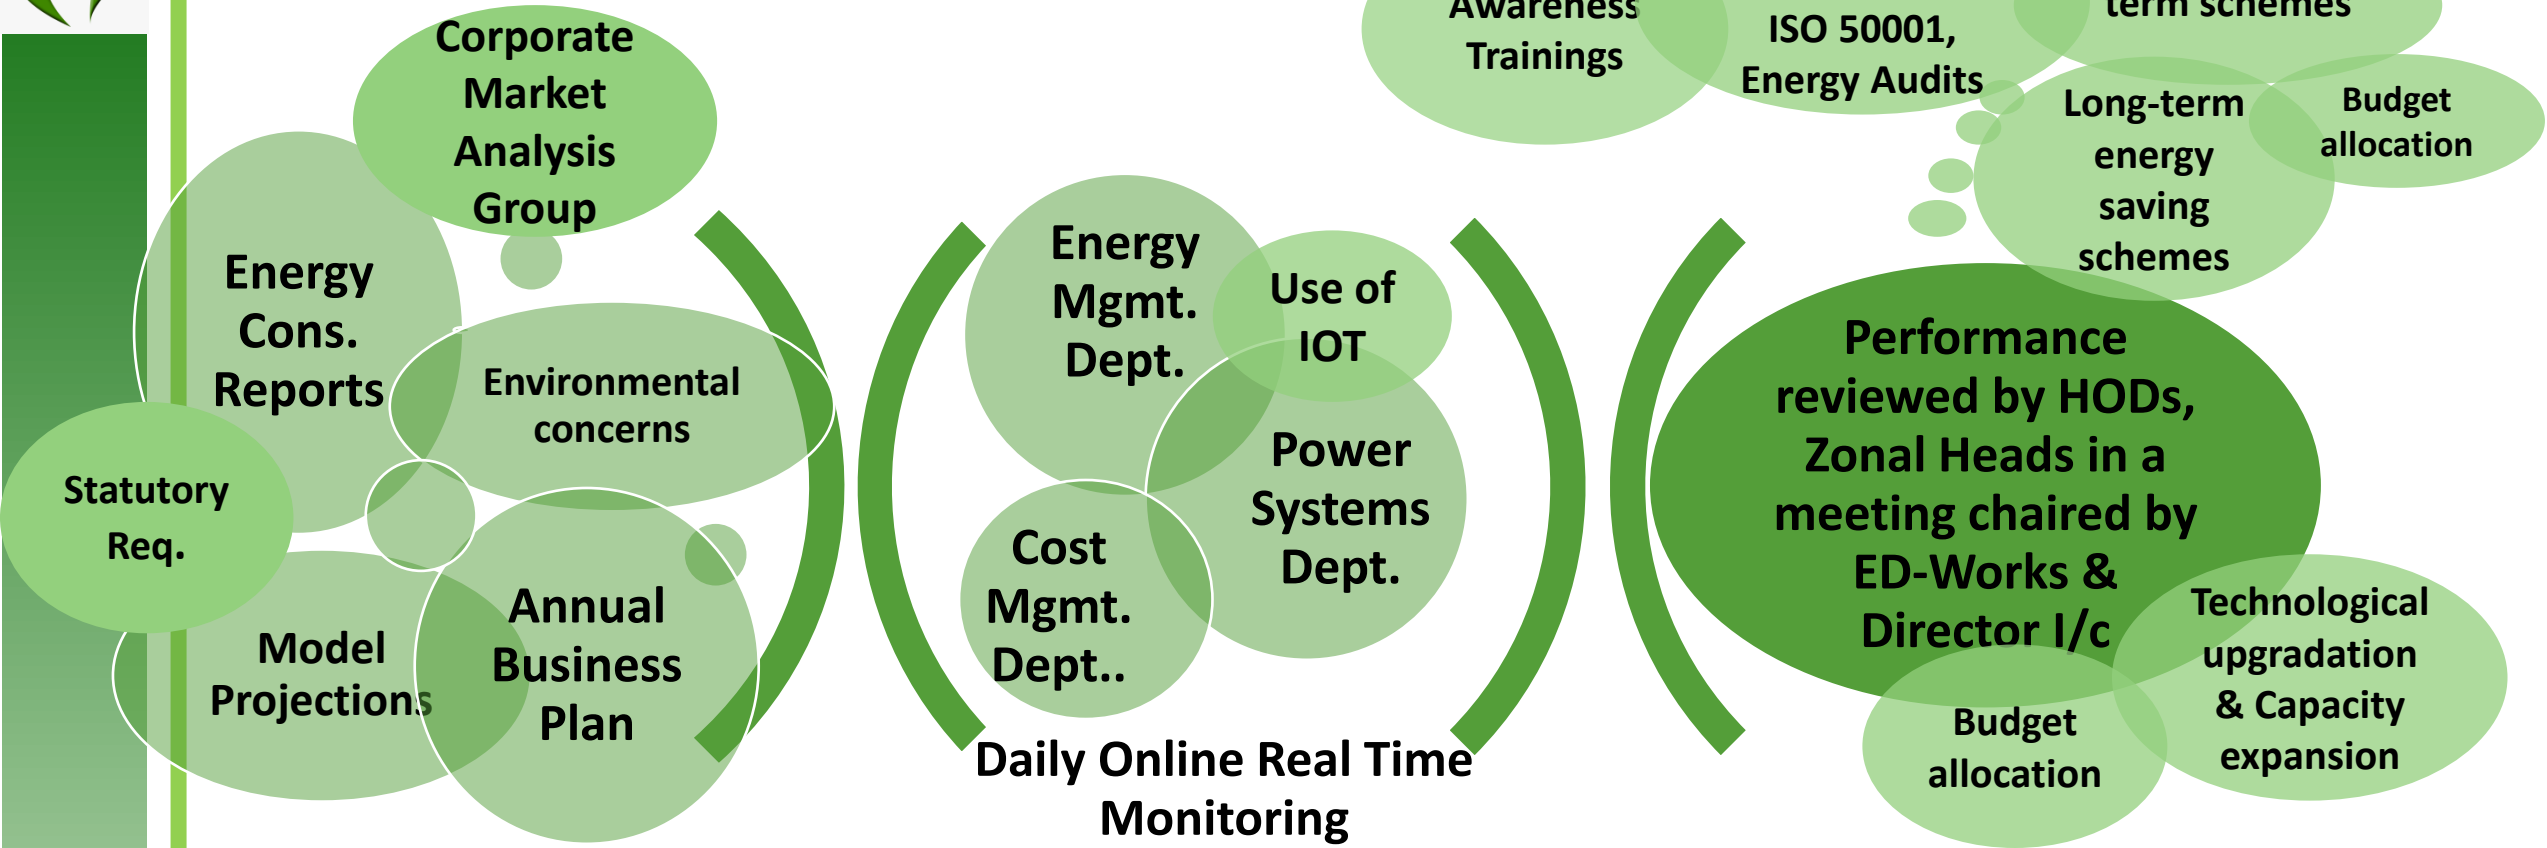 Corporate
Market
Analysis
Group
Energy
Cons.
Reports
Environmental
concerns
Statutory
Req.
Model
Projections
Annual
Business
Plan
Energy
Mgmt.
Dept.
Use of
IOT
Power
Systems
Dept.
Cost
Mgmt.
Dept..
Daily Online Real Time
Monitoring
Awareness
Trainings
ISO 50001,
Energy Audits
term schemes
Long-term
energy
saving
schemes
Budget
allocation
Performance
reviewed by HODs,
Zonal Heads in a
meeting chaired by
ED-Works &
Director I/c
Technological
upgradation
& Capacity
expansion
Budget
allocation